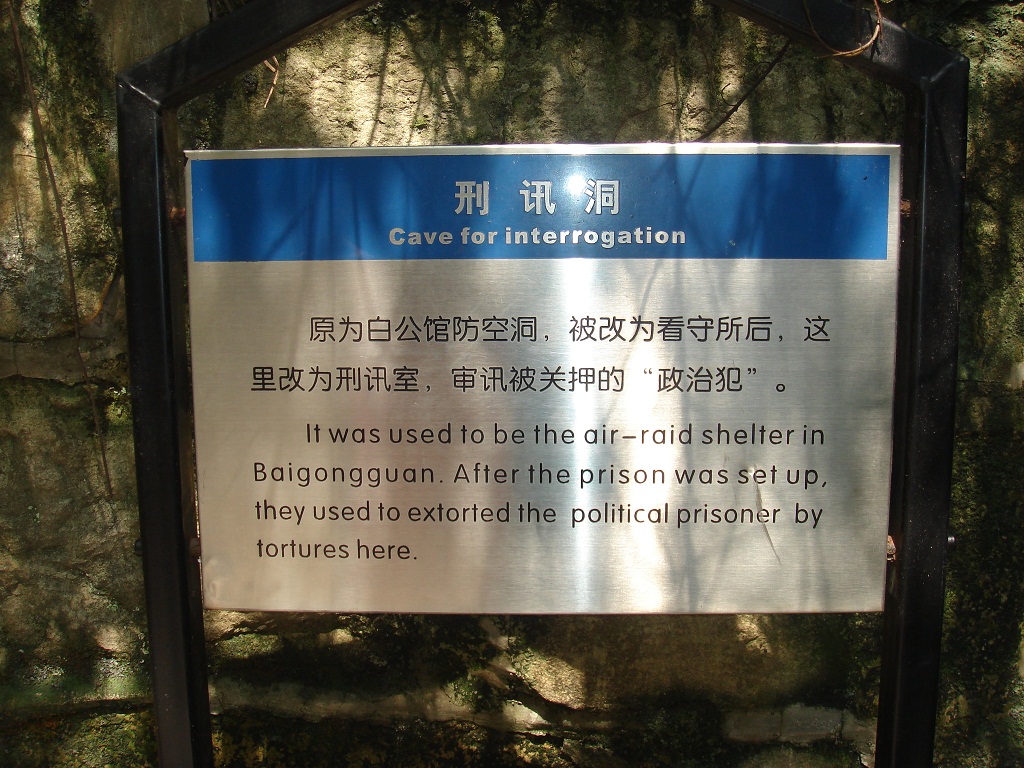 刑讯洞
Cave for interrogation
原为白公馆防空洞，被改为看守所后，这
里改为刑讯室，审讯被关押的“政治犯”。
It was used to be the air-raid shelter in
Baigongguan. After the prison was set up,
they used to extorted the political prisoner by
tortures here.